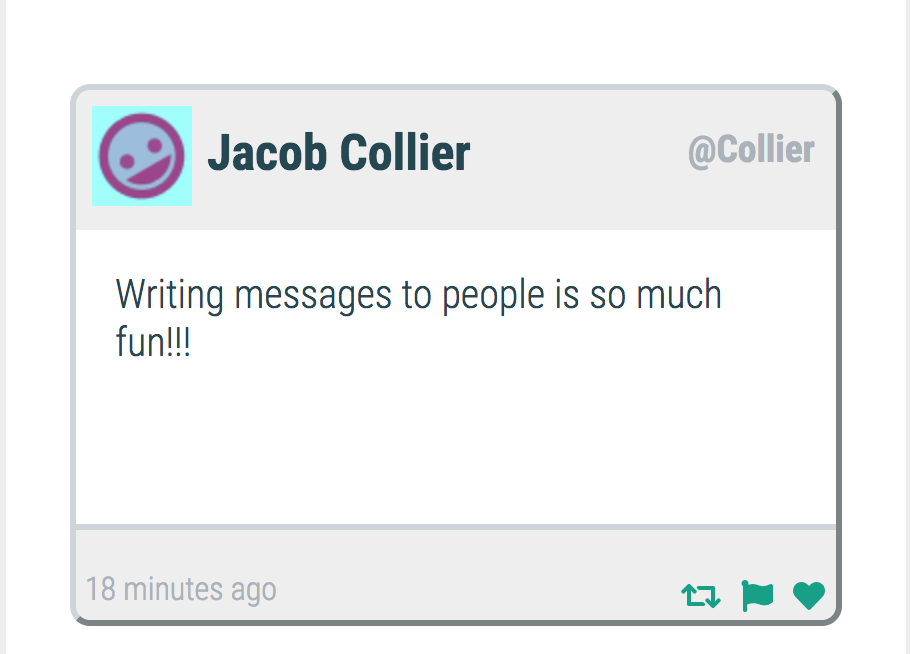 Jacob Collier
@Collier
Writing messages to people is so much
fun!!!
18 minutes ago